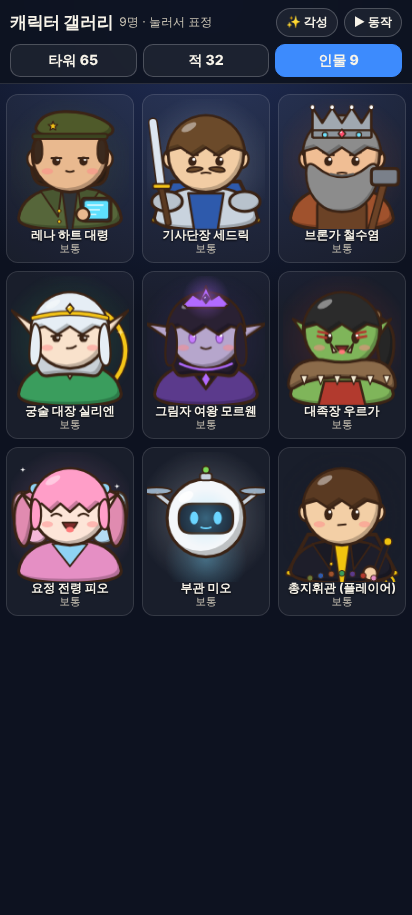 캐릭터 갤러리 9명 · 눌러서 표정 ✨ 각성 ▶ 동작
타워 65 적 32 인물 9
레나 하트 대령 기사단장 세드릭 브론가 철수염
보통 보통 보통
궁술 대장 실리엔 그림자 여왕 모르웬 대족장 우르가
보통 보통 보통
요정 전령 피오 부관 미오 총지휘관 (플레이어)
보통 보통 보통